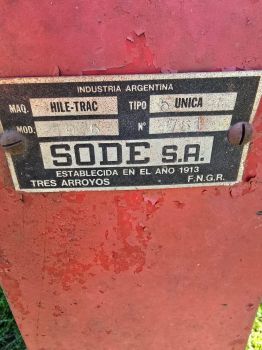 INDUSTRIA ARGENTINA
MAQ. HILE-TRAC TIPO UNICA
MOD. Nº
SODE S.A.
ESTABLECIDA EN EL AÑO 1913
TRES ARROYOS F.N.G.R.